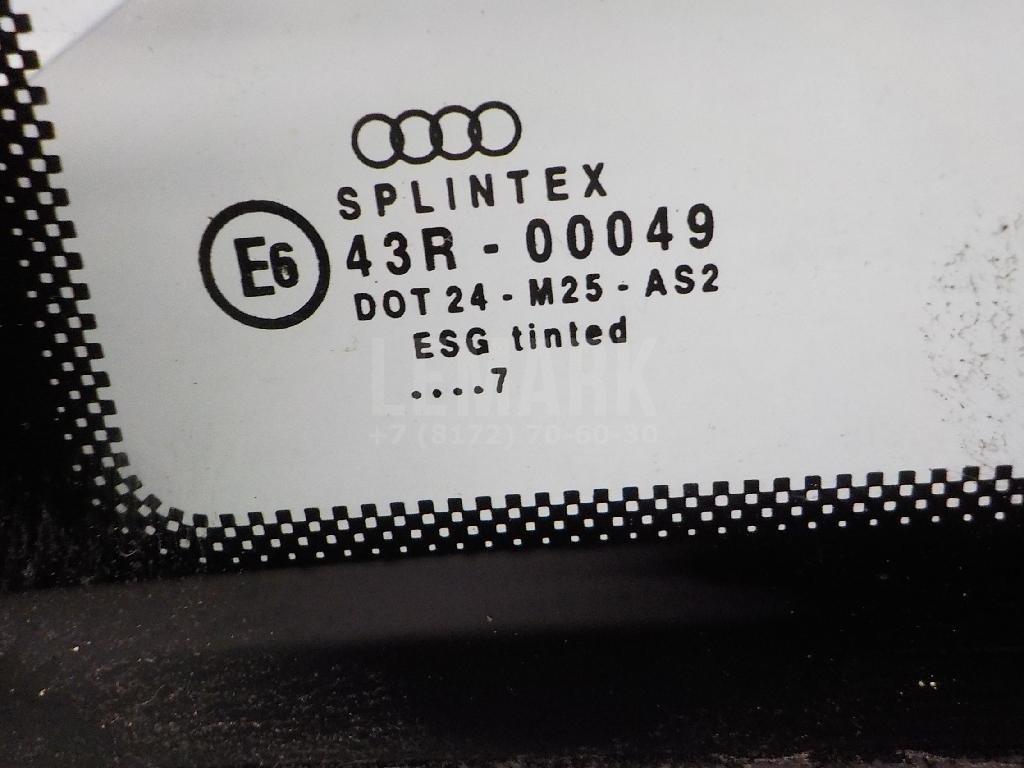 SPLINTEX
E6 43R - 00049
DOT 24 - M25 - AS2
ESG tinted
....7
LEMARK
+7 (8172) 70-60-30